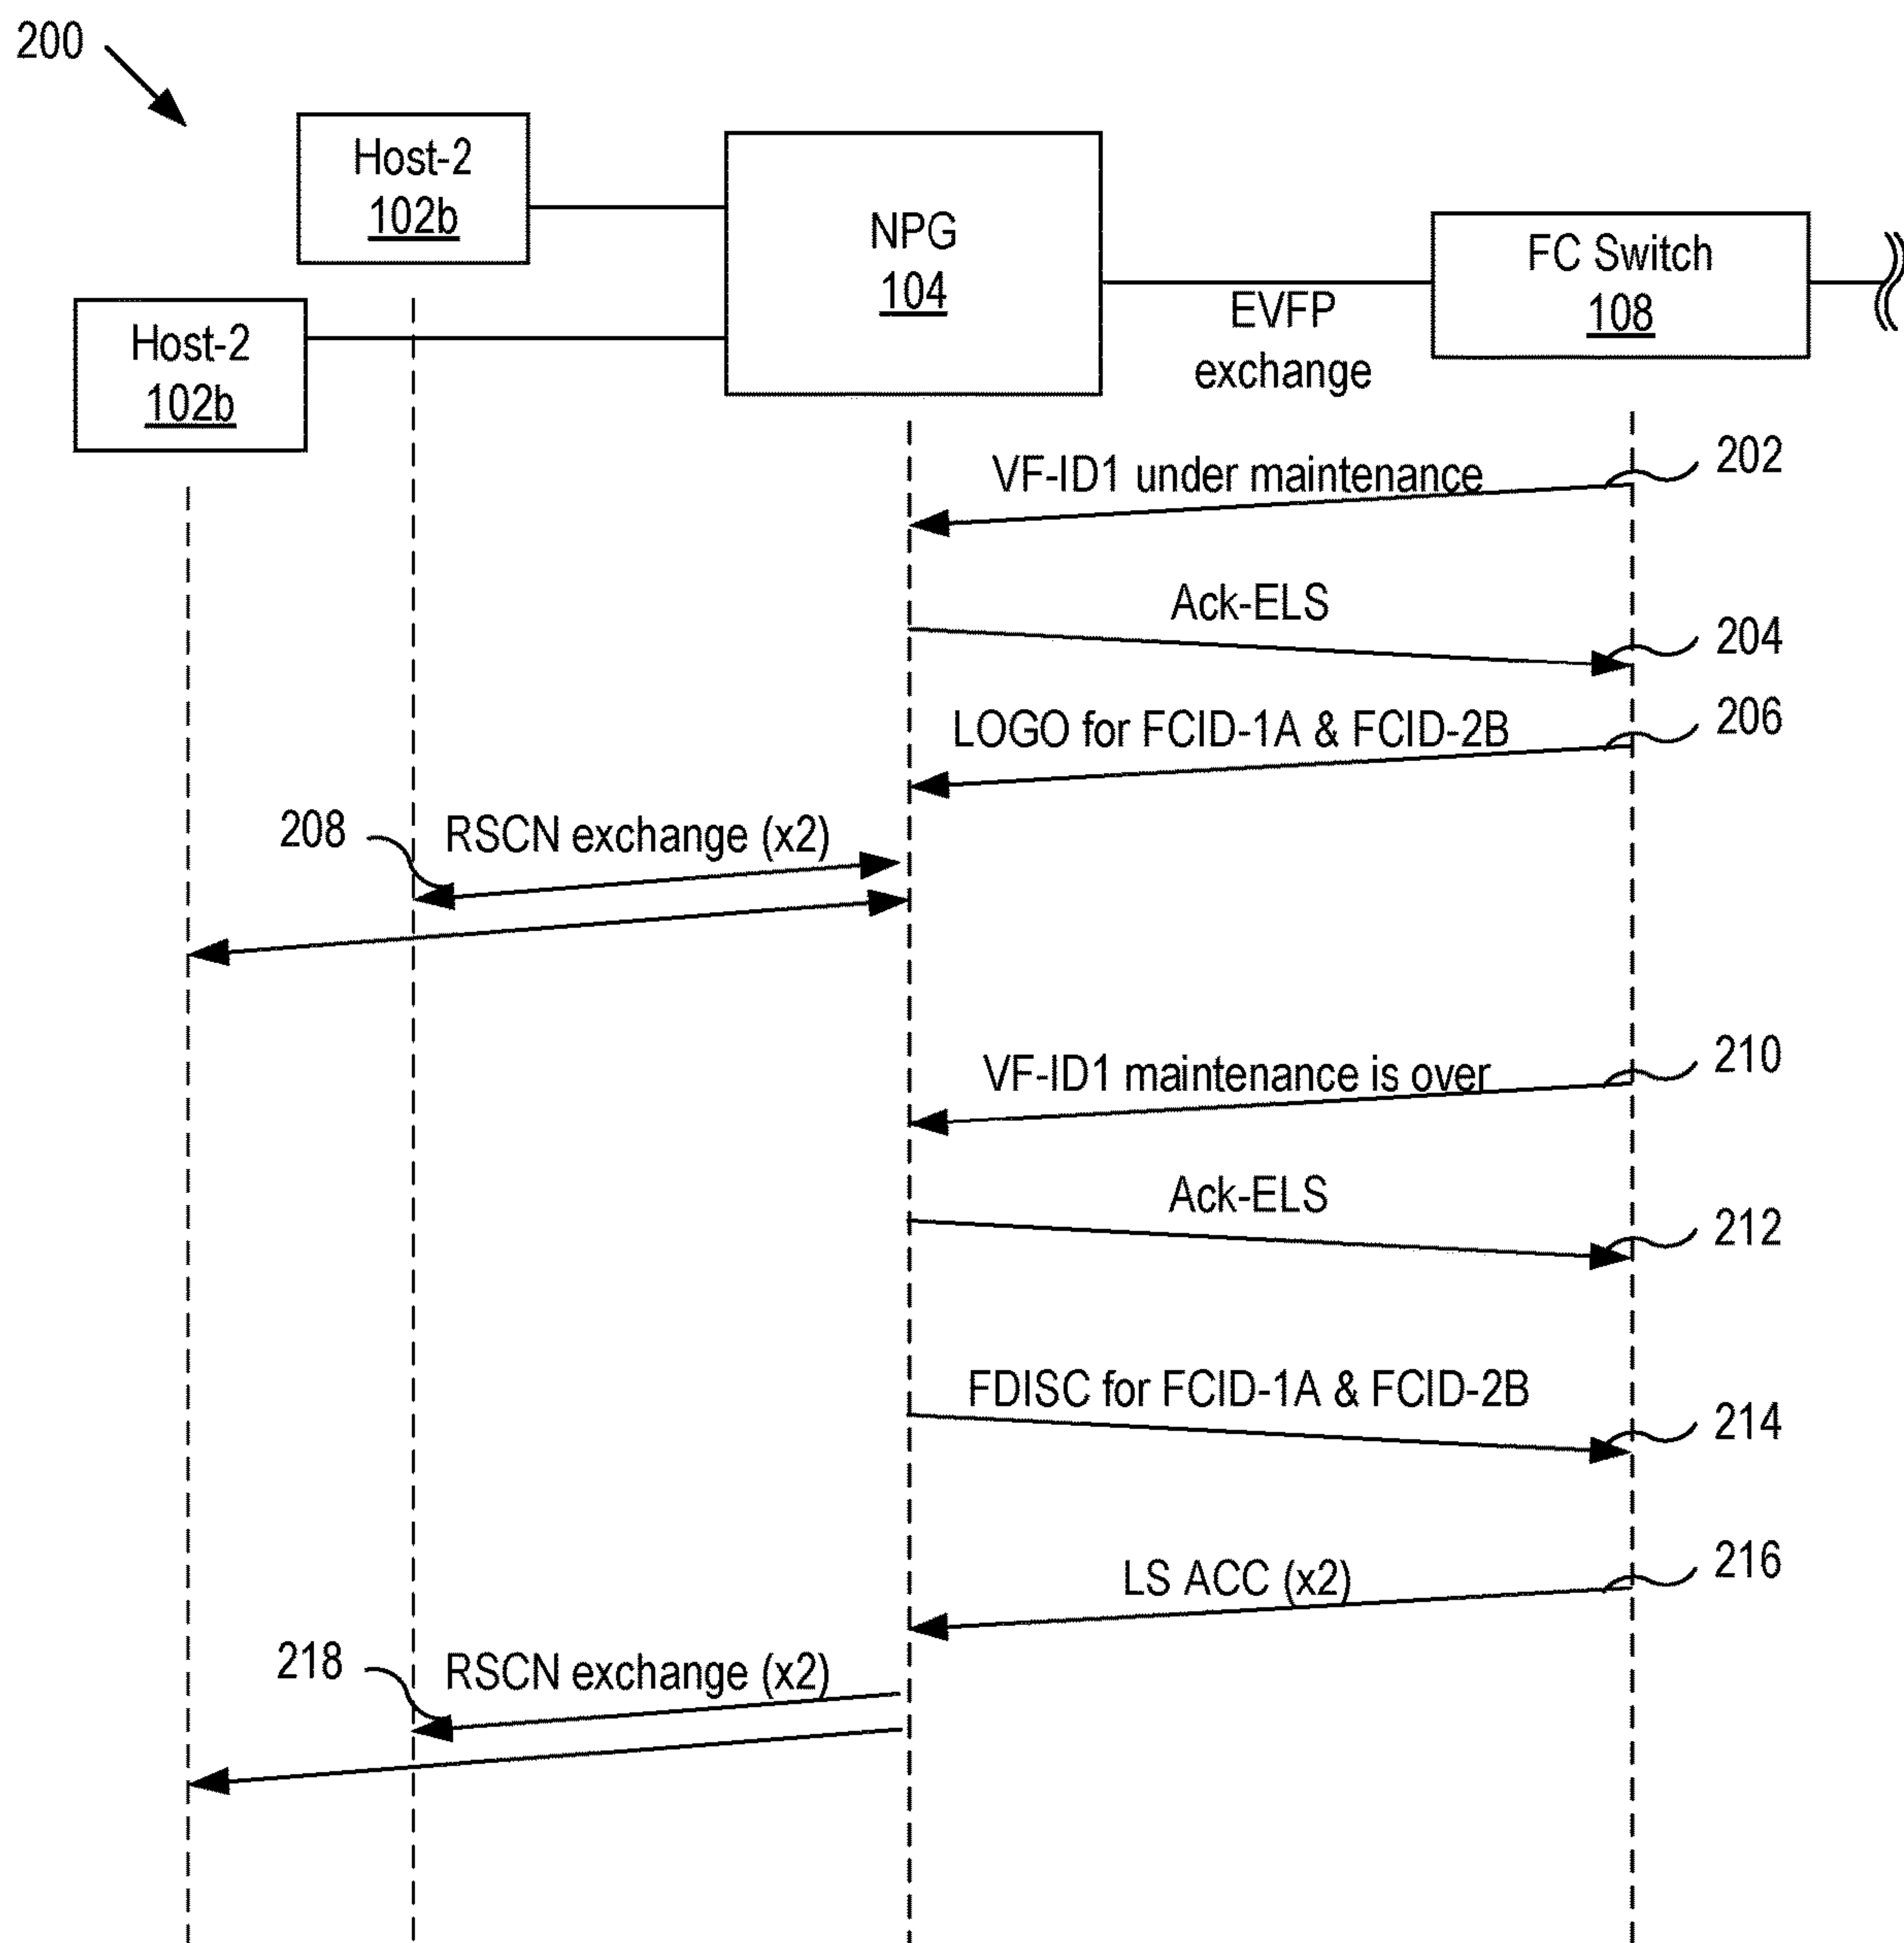 200
Host-2
102b
NPG
104
FC Switch
108
EVFP
exchange
Host-2
102b
VF-ID1 under maintenance
202
Ack-ELS
204
LOGO for FCID-1A & FCID-2B
206
208
RSCN exchange (x2)
VF-ID1 maintenance is over
210
Ack-ELS
212
FDISC for FCID-1A & FCID-2B
214
LS ACC (x2)
216
218
RSCN exchange (x2)